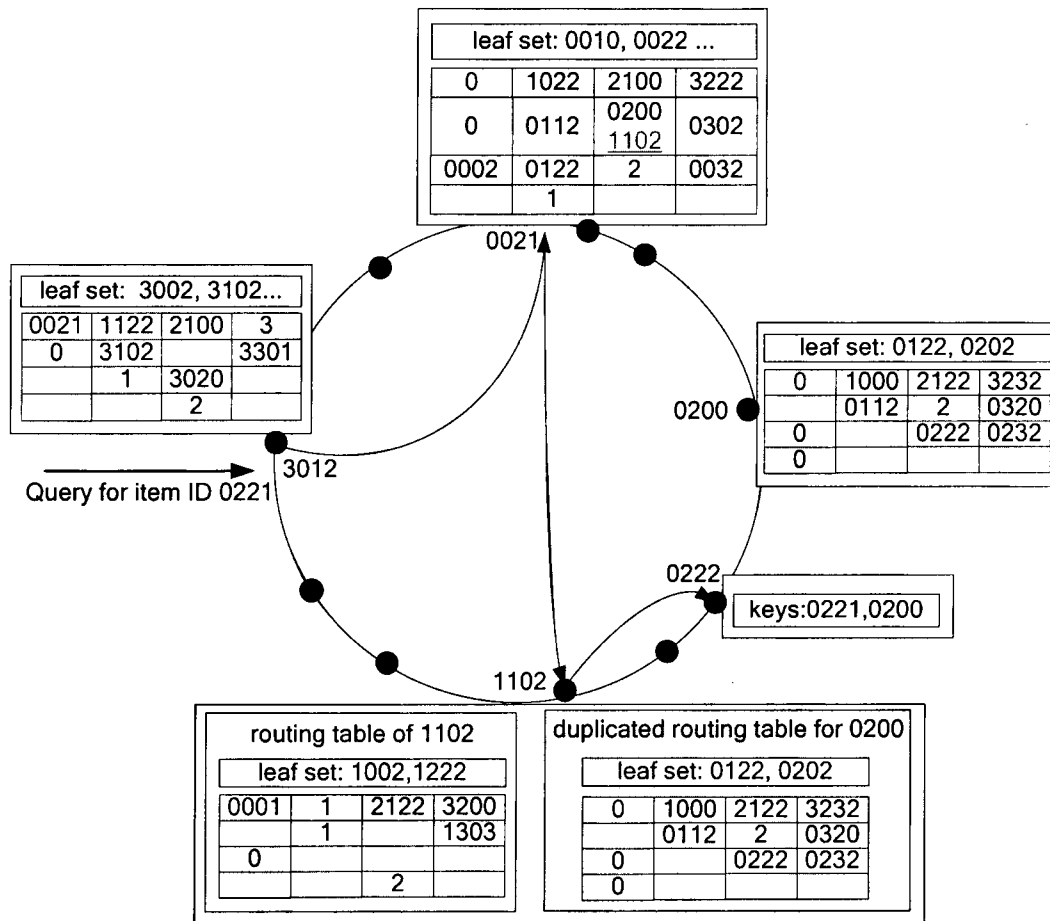 leaf set: 0010, 0022 ...
0 1022 2100 3222
0 0112 0200 0302
1102
0002 0122 2 0032
1
0021
leaf set: 3002, 3102...
0021 1122 2100 3
0 3102 3301
1 3020
2
3012
Query for item ID 0221
leaf set: 0122, 0202
0 1000 2122 3232
0112 2 0320
0 0222 0232
0
0200
0222
keys:0221,0200
1102
routing table of 1102
leaf set: 1002,1222
0001 1 2122 3200
1 1303
0
2
duplicated routing table for 0200
leaf set: 0122, 0202
0 1000 2122 3232
0112 2 0320
0 0222 0232
0